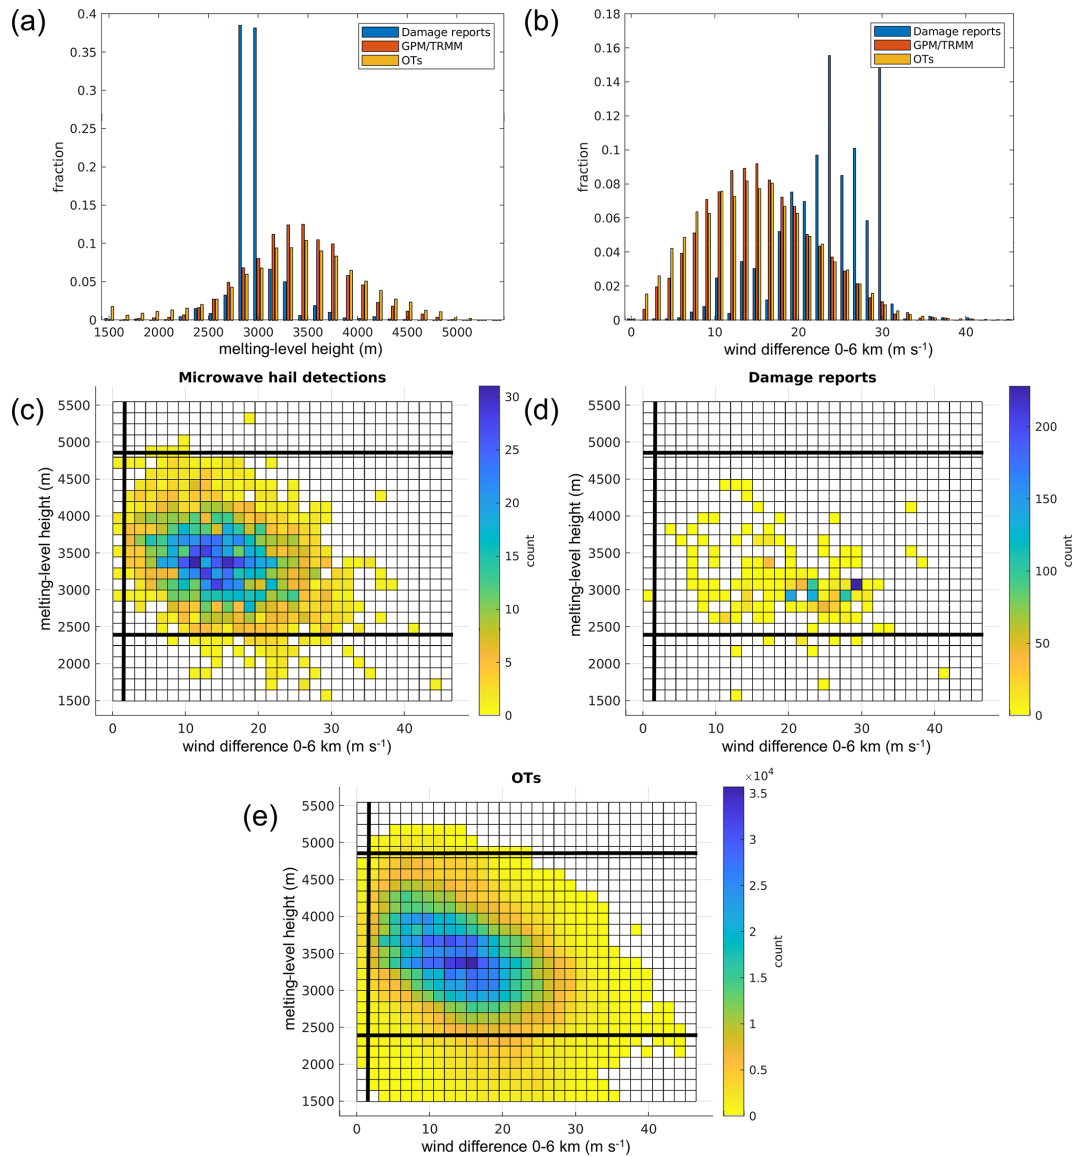 (a)
0.4
0.35
0.3
0.25
0.2
0.15
0.1
0.05
0
fraction
Damage reports
GPM/TRMM
OTs
1500 2000 2500 3000 3500 4000 4500 5000
melting-level height (m)
(b)
0.18
0.16
0.14
0.12
0.1
0.08
0.06
0.04
0.02
0
fraction
Damage reports
GPM/TRMM
OTs
0 10 20 30 40
wind difference 0-6 km (m s-1)
(c)
Microwave hail detections
5500
5000
4500
4000
3500
3000
2500
2000
1500
melting-level height (m)
0 10 20 30 40
wind difference 0-6 km (m s-1)
30
25
20
15
10
5
0
count
(d)
Damage reports
5500
5000
4500
4000
3500
3000
2500
2000
1500
melting-level height (m)
0 10 20 30 40
wind difference 0-6 km (m s-1)
200
150
100
50
0
count
(e)
OTs
5500
5000
4500
4000
3500
3000
2500
2000
1500
melting-level height (m)
0 10 20 30 40
wind difference 0-6 km (m s-1)
×10⁴
3.5
3
2.5
2
1.5
1
0.5
0
count